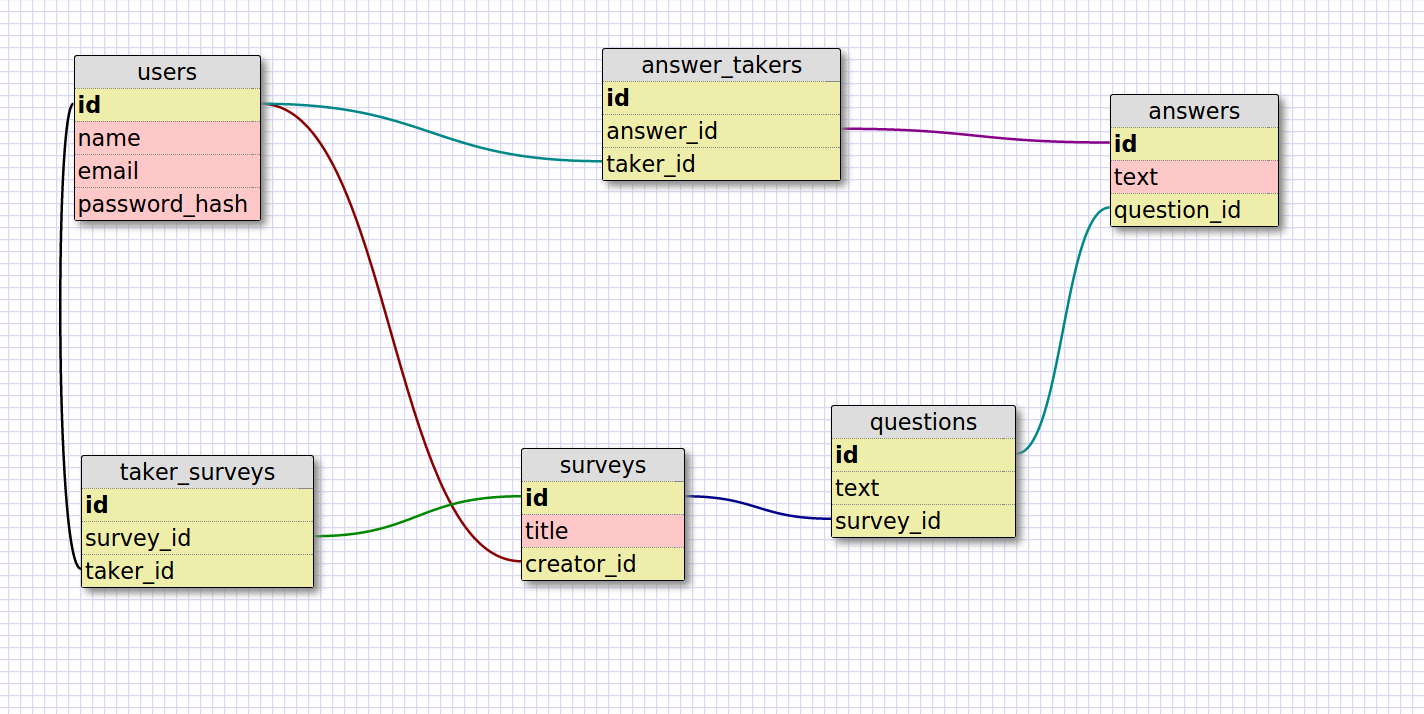 users
id
name
email
password_hash
answer_takers
id
answer_id
taker_id
answers
id
text
question_id
taker_surveys
id
survey_id
taker_id
surveys
id
title
creator_id
questions
id
text
survey_id